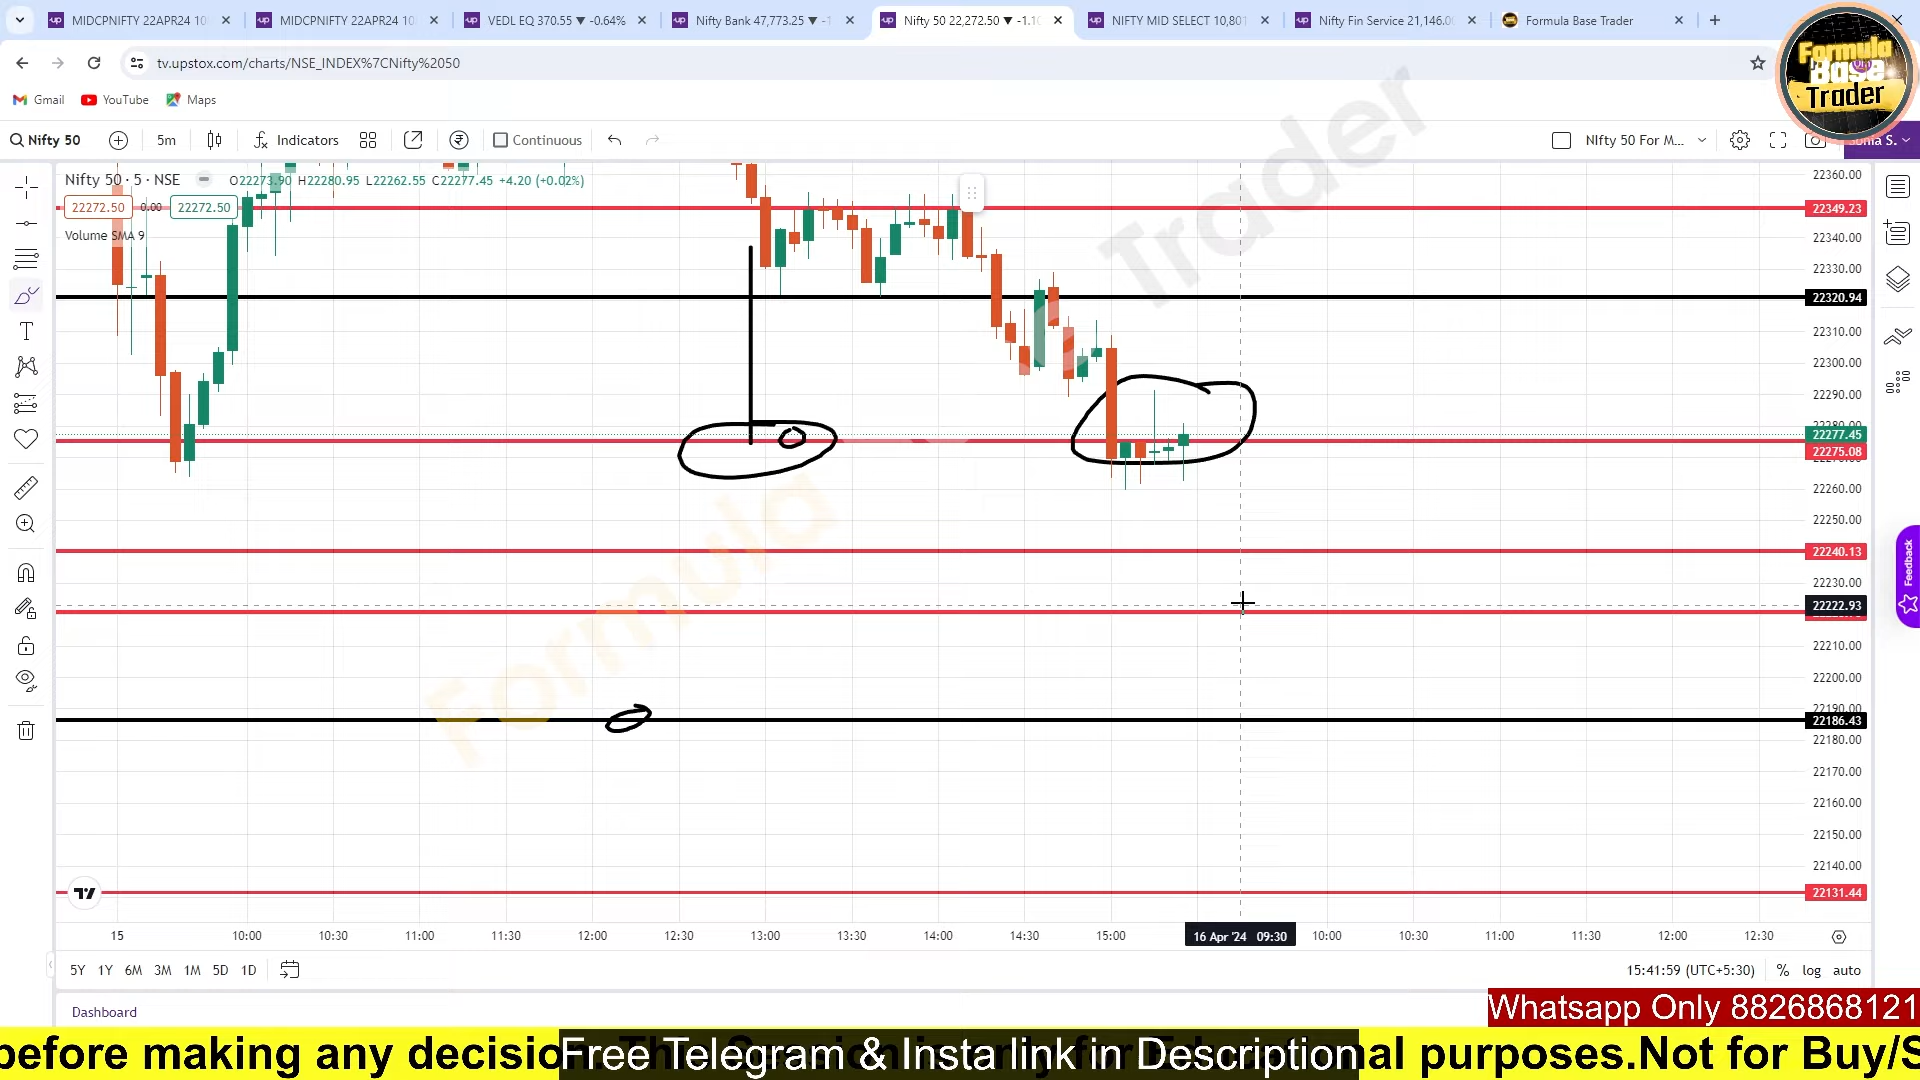 MIDCPNIFTY 22APR24 10
MIDCPNIFTY 22APR24 10
VEDL EQ 370.55 ▼ -0.64%
Nifty Bank 47,773.25 ▼ -1
Nifty 50 22,272.50 ▼ -1.10
NIFTY MID SELECT 10,801
Nifty Fin Service 21,146.0
Formula Base Trader
tv.upstox.com/charts/NSE_INDEX%7CNifty%2050
Gmail YouTube Maps
Formula
Base
Trader
Nifty 50 5m Indicators Continuous NIfty 50 For M... S.
Nifty 50 · 5 · NSE O22273.90 H22280.95 L22262.55 C22277.45 +4.20 (+0.02%)
22272.50 0.00 22272.50
Volume SMA 9
Formula
Trader
22360.00
22349.23
22340.00
22330.00
22320.94
22310.00
22300.00
22290.00
22277.45
22275.08
22260.00
22250.00
22240.13
22230.00
22222.93
22210.00
22200.00
22190.00
22186.43
22180.00
22170.00
22160.00
22150.00
22140.00
22131.44
Feedback
15 10:00 10:30 11:00 11:30 12:00 12:30 13:00 13:30 14:00 14:30 15:00 16 Apr '24 09:30 10:00 10:30 11:00 11:30 12:00 12:30
5Y 1Y 6M 3M 1M 5D 1D 15:41:59 (UTC+5:30) % log auto
Dashboard
Whatsapp Only 8826868121
before making any decisio
Free Telegram & Insta link in Description
al purposes.Not for Buy/S